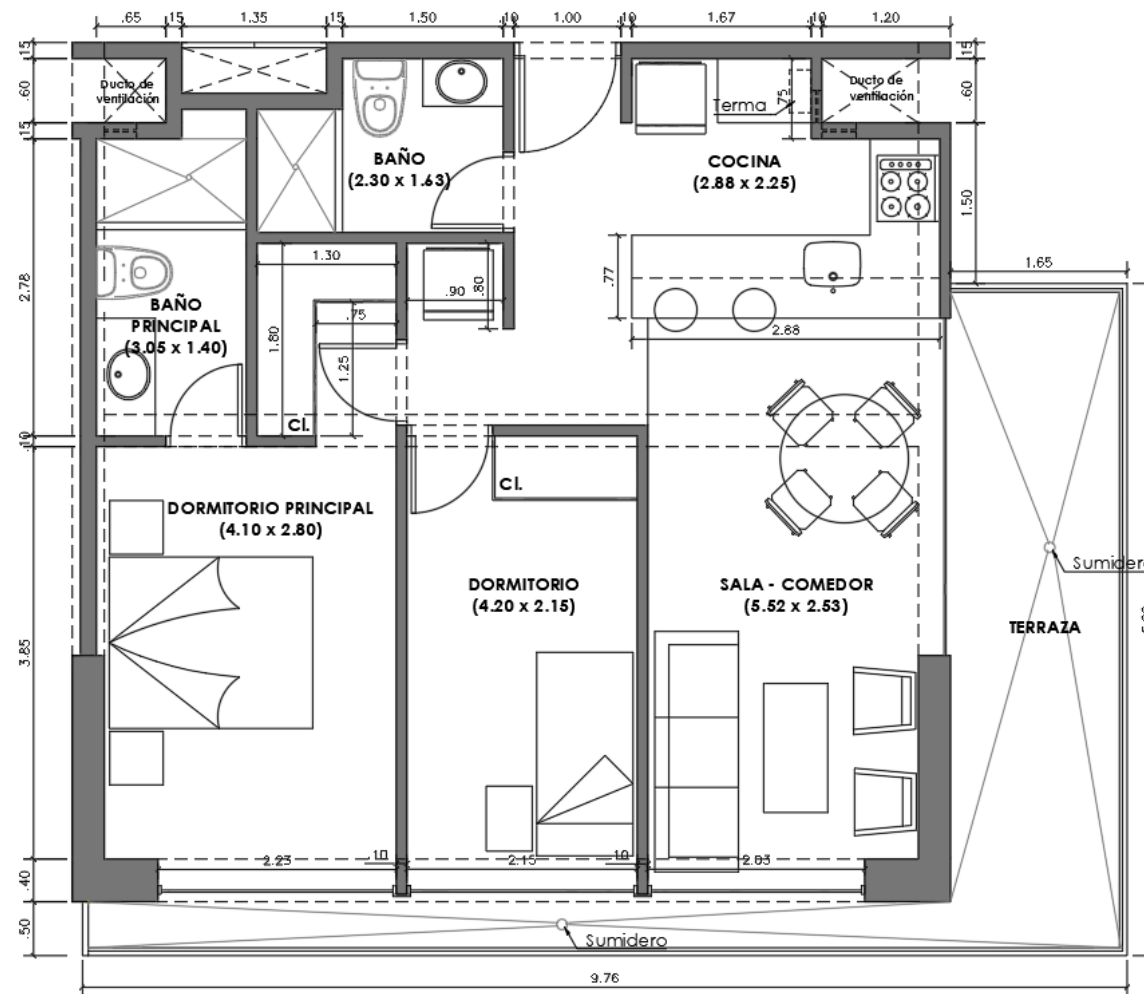 .65
.15
1.35
.15
1.50
.10
1.00
.10
1.67
.10
1.20
.15
.60
.15
2.78
.10
3.85
.40
.50
.15
.60
1.50
1.65
Ducto de
ventilación
Ducto de
ventilación
Terma
.75
BAÑO
(2.30 x 1.63)
COCINA
(2.88 x 2.25)
1.30
.90
.80
.77
.75
1.80
1.25
2.88
BAÑO
PRINCIPAL
(3.05 x 1.40)
Cl.
Cl.
DORMITORIO PRINCIPAL
(4.10 x 2.80)
DORMITORIO
(4.20 x 2.15)
SALA - COMEDOR
(5.52 x 2.53)
Sumidero
TERRAZA
2.23
.10
2.15
.10
2.03
Sumidero
9.76